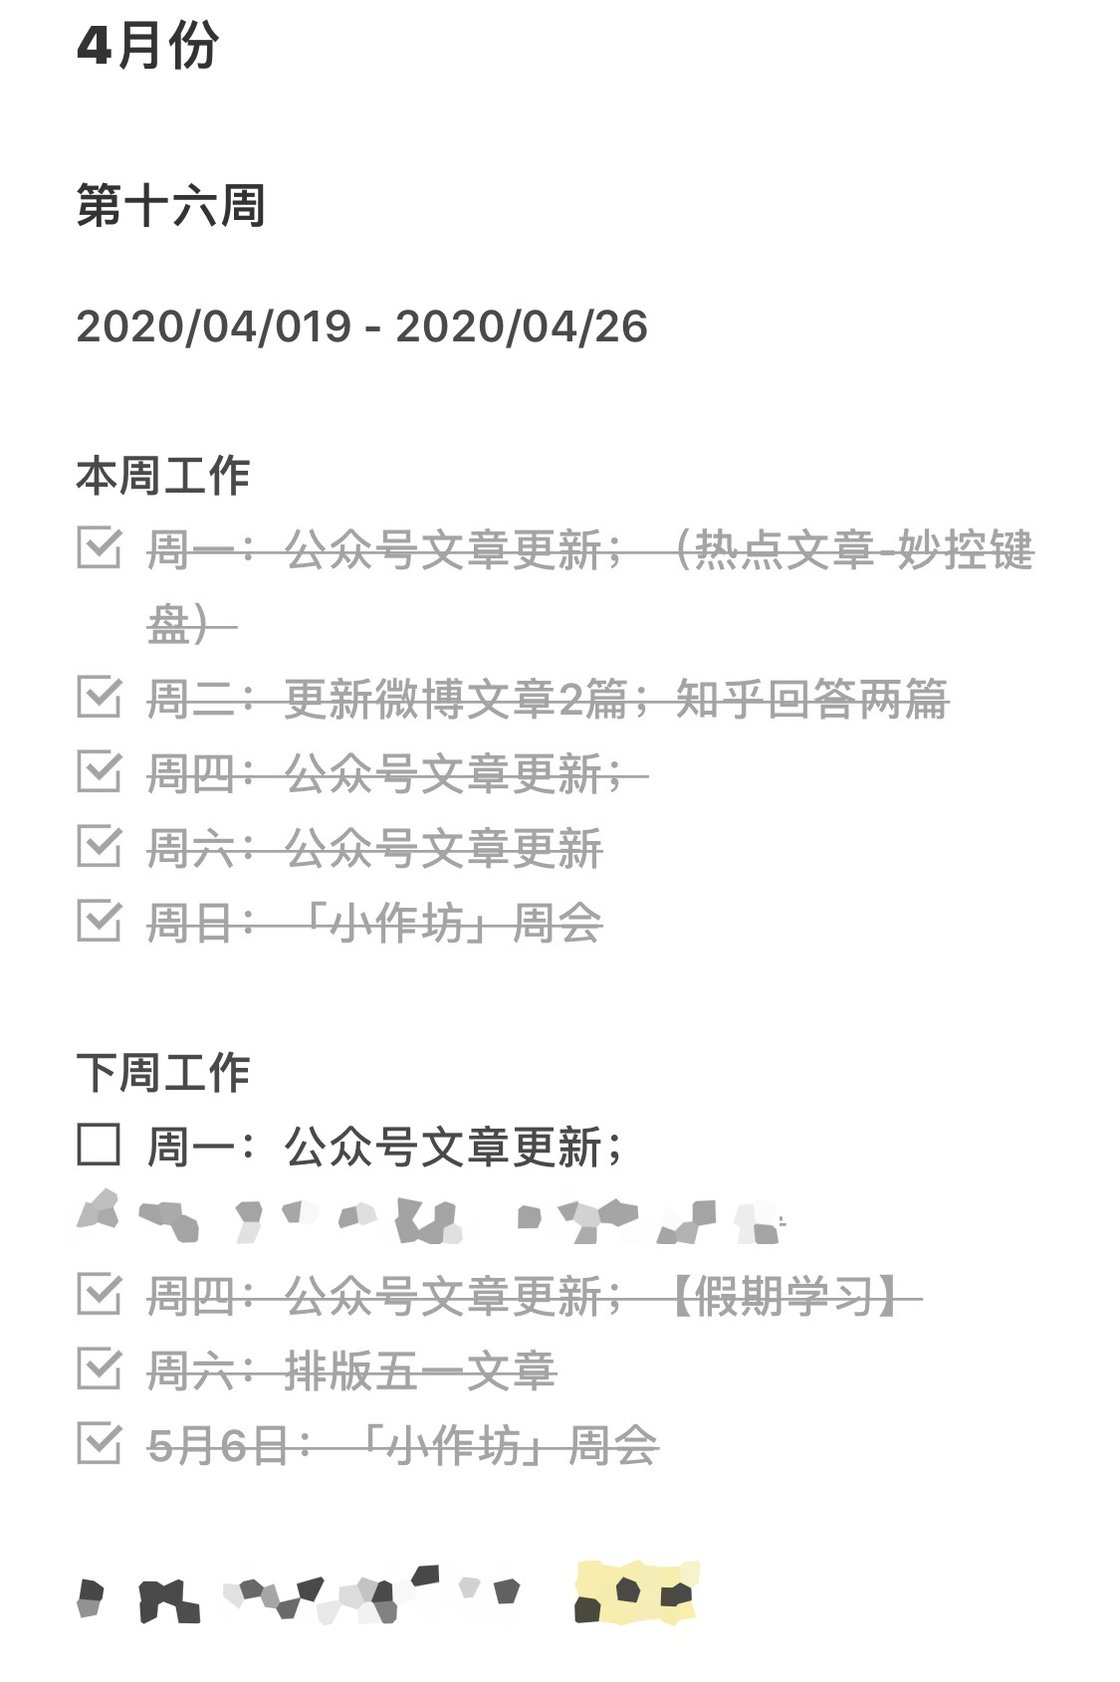 4月份
第十六周
2020/04/019 - 2020/04/26
本周工作
周一：公众号文章更新；（热点文章-妙控键
盘）
周二：更新微博文章2篇；知乎回答两篇
周四：公众号文章更新；
周六：公众号文章更新
周日：「小作坊」周会
下周工作
周一：公众号文章更新；
周四：公众号文章更新；【假期学习】
周六：排版五一文章
5月6日：「小作坊」周会